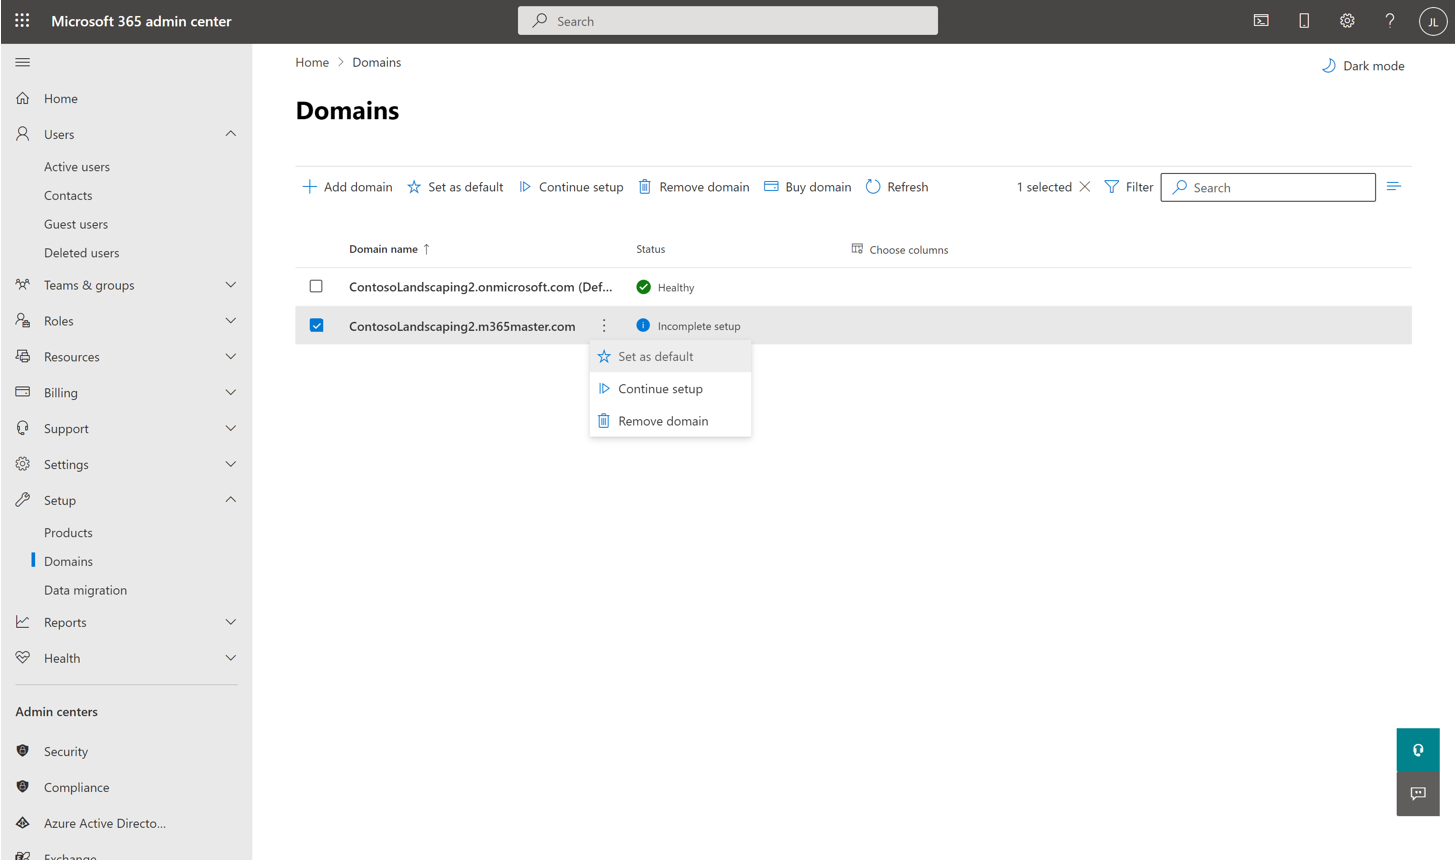 Microsoft 365 admin center
Search
JL
Home
Users
Active users
Contacts
Guest users
Deleted users
Teams & groups
Roles
Resources
Billing
Support
Settings
Setup
Products
Domains
Data migration
Reports
Health
Admin centers
Security
Compliance
Azure Active Directo...
Exchange
Home > Domains
Dark mode
Domains
Add domain Set as default Continue setup Remove domain Buy domain Refresh 1 selected Filter Search
Domain name ↑ Status Choose columns
ContosoLandscaping2.onmicrosoft.com (Def... Healthy
ContosoLandscaping2.m365master.com Incomplete setup
Set as default
Continue setup
Remove domain